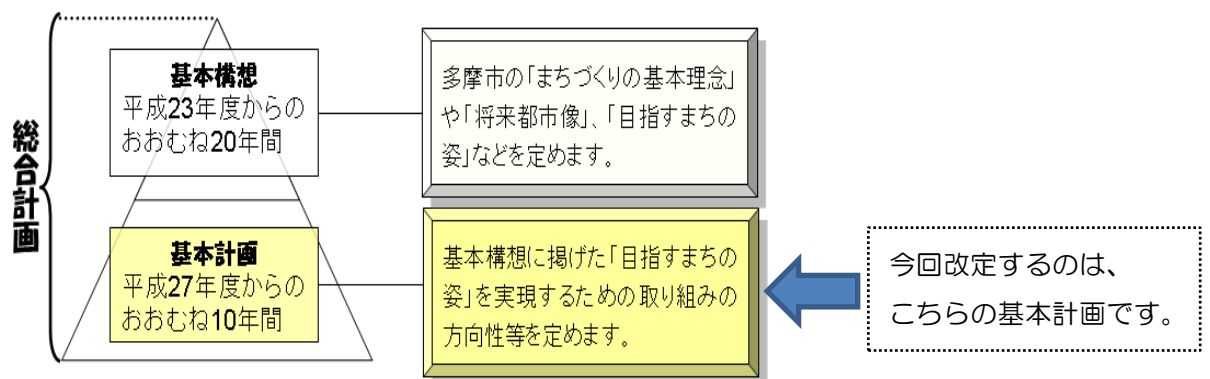 総合計画
基本構想
平成23年度からの
おおむね20年間
多摩市の「まちづくりの基本理念」
や「将来都市像」、「目指すまちの
姿」などを定めます。
基本計画
平成27年度からの
おおむね10年間
基本構想に掲げた「目指すまちの
姿」を実現するための取り組みの
方向性等を定めます。
今回改定するのは、
こちらの基本計画です。